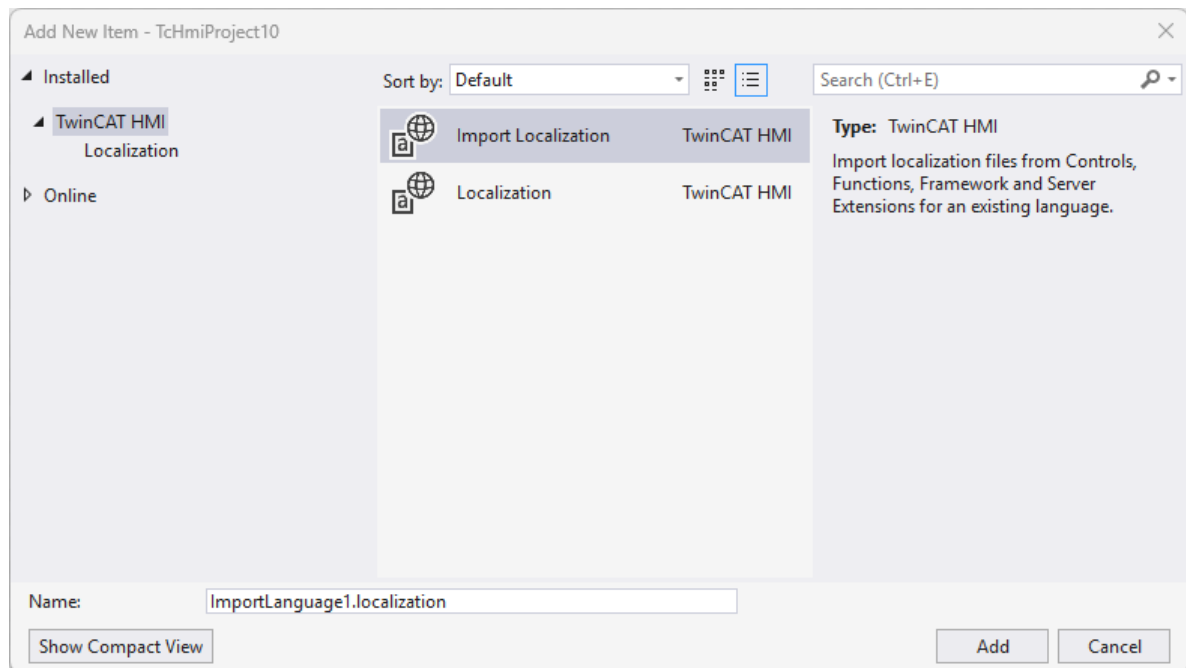 Add New Item - TcHmiProject10
Installed
TwinCAT HMI
Localization
Online
Sort by: Default
Import Localization TwinCAT HMI
Localization TwinCAT HMI
Search (Ctrl+E)
Type: TwinCAT HMI
Import localization files from Controls,
Functions, Framework and Server
Extensions for an existing language.
Name: ImportLanguage1.localization
Show Compact View
Add Cancel